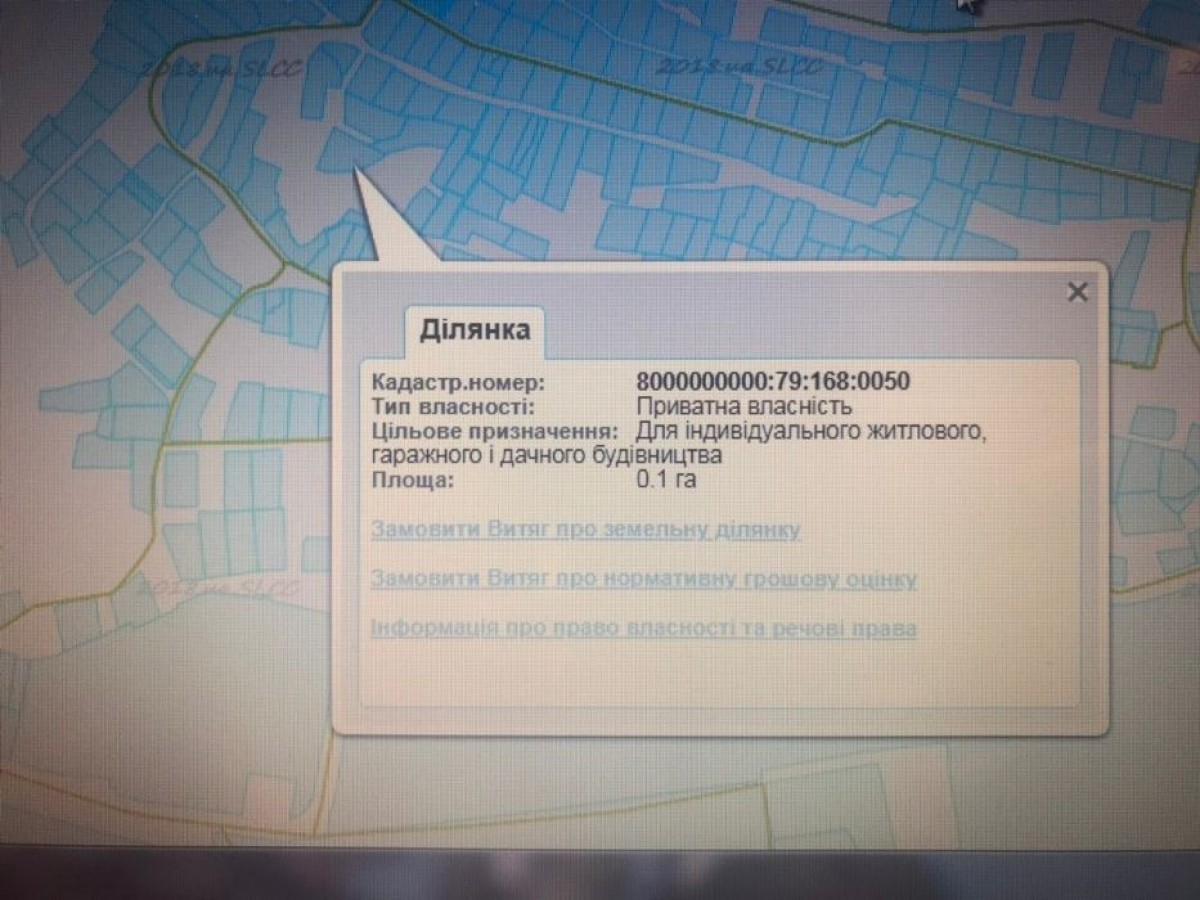 2018.ua.SLCC
2018.ua.SLCC
Ділянка
Кадастр.номер: 8000000000:79:168:0050
Тип власності: Приватна власність
Цільове призначення: Для індивідуального житлового,
гаражного і дачного будівництва
Площа: 0.1 га
Замовити Витяг про земельну ділянку
Замовити Витяг про нормативну грошову оцінку
Інформація про право власності та речові права
2018.ua.SLCC